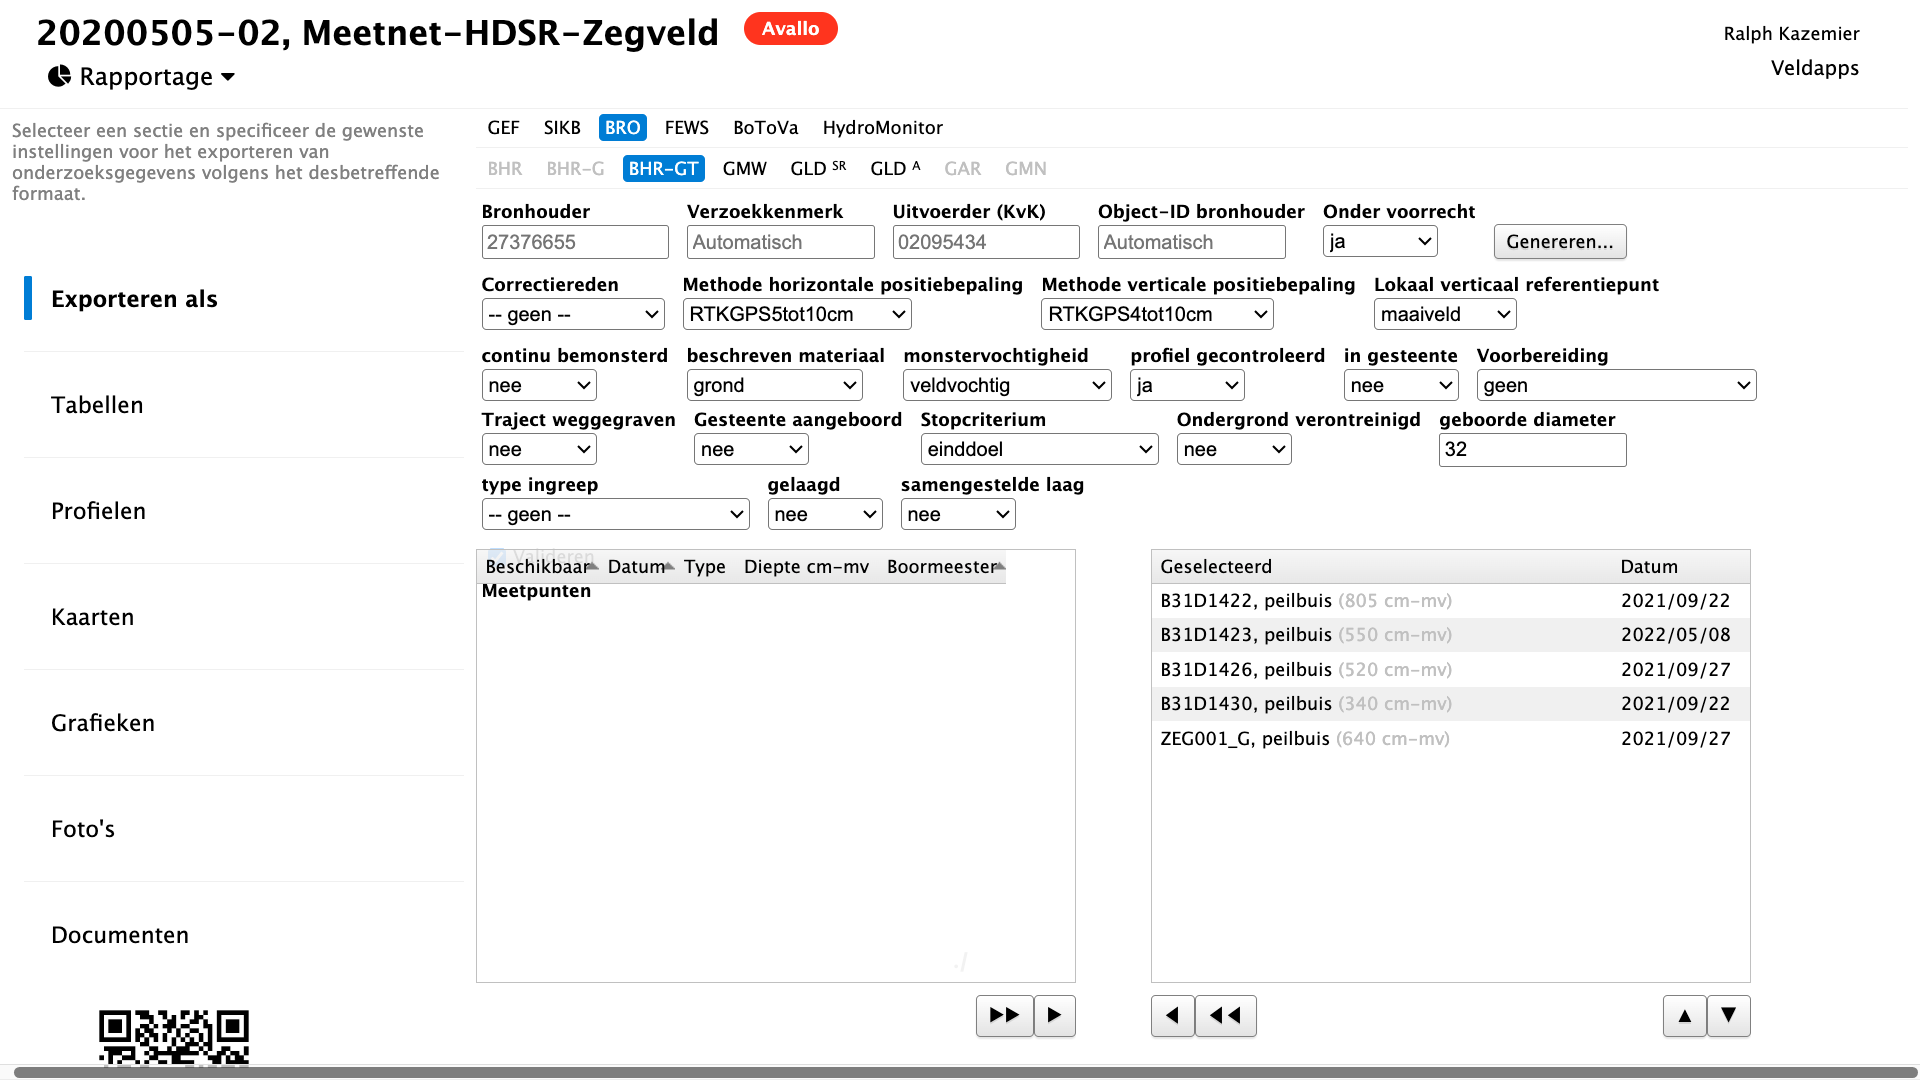 20200505-02, Meetnet-HDSR-Zegveld Avallo
Ralph Kazemier
Rapportage
Veldapps
Selecteer een sectie en specificeer de gewenste
instellingen voor het exporteren van
onderzoeksgegevens volgens het desbetreffende
formaat.
Exporteren als
Tabellen
Profielen
Kaarten
Grafieken
Foto's
Documenten
GEF SIKB BRO FEWS BoToVa HydroMonitor
BHR BHR-G BHR-GT GMW GLD SR GLD A GAR GMN
Bronhouder Verzoekkenmerk Uitvoerder (KvK) Object-ID bronhouder Onder voorrecht
27376655 Automatisch 02095434 Automatisch ja Genereren...
Correctiereden Methode horizontale positiebepaling Methode verticale positiebepaling Lokaal verticaal referentiepunt
-- geen -- RTKGPS5tot10cm RTKGPS4tot10cm maaiveld
continu bemonsterd beschreven materiaal monstervochtigheid profiel gecontroleerd in gesteente Voorbereiding
nee grond veldvochtig ja nee geen
Traject weggegraven Gesteente aangeboord Stopcriterium Ondergrond verontreinigd geboorde diameter
nee nee einddoel nee 32
type ingreep gelaagd samengestelde laag
-- geen -- nee nee
Valideren
Beschikbaar Datum Type Diepte cm-mv Boormeester
Meetpunten
./
Geselecteerd Datum
B31D1422, peilbuis (805 cm-mv) 2021/09/22
B31D1423, peilbuis (550 cm-mv) 2022/05/08
B31D1426, peilbuis (520 cm-mv) 2021/09/27
B31D1430, peilbuis (340 cm-mv) 2021/09/22
ZEG001_G, peilbuis (640 cm-mv) 2021/09/27